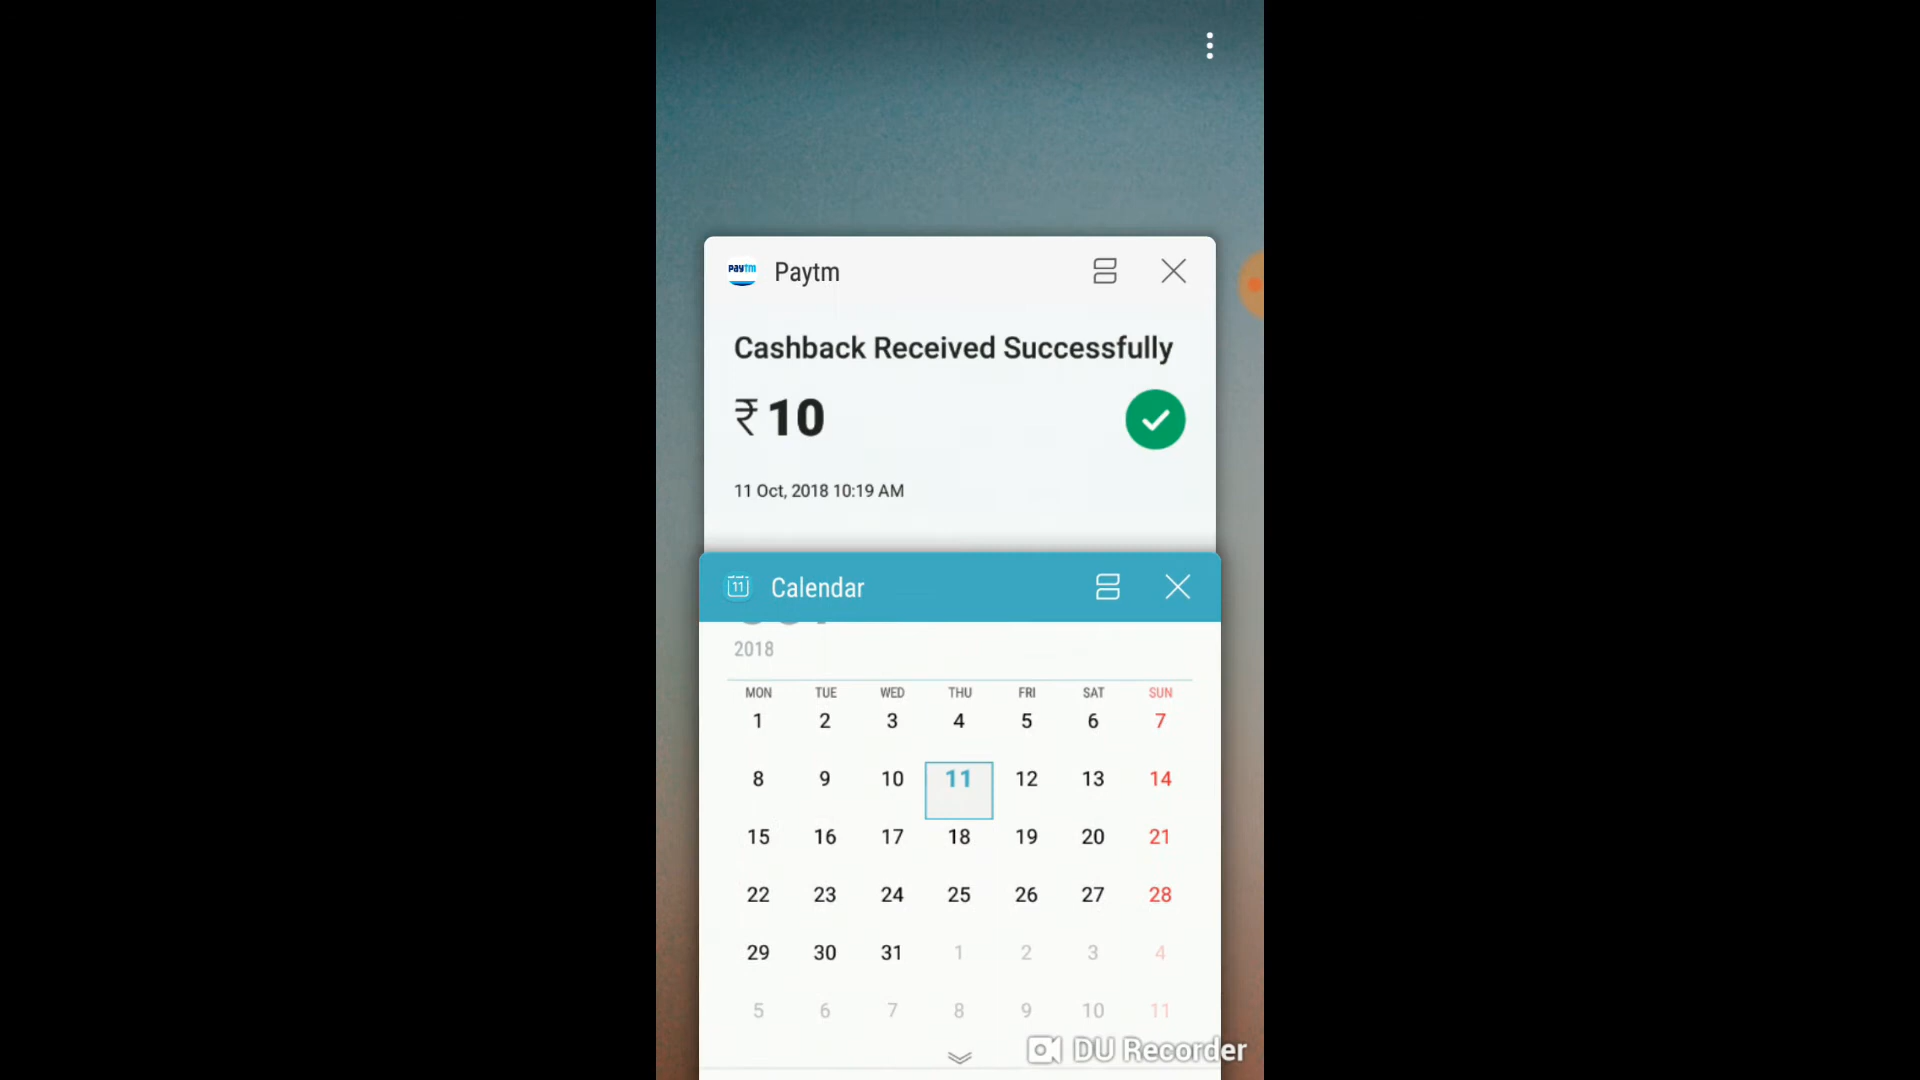 paytm Paytm
Cashback Received Successfully
₹ 10
11 Oct, 2018 10:19 AM
11 Calendar
2018
MON TUE WED THU FRI SAT SUN
1 2 3 4 5 6 7
8 9 10 11 12 13 14
15 16 17 18 19 20 21
22 23 24 25 26 27 28
29 30 31 1 2 3 4
5 6 7 8 9 10 11
DU Recorder